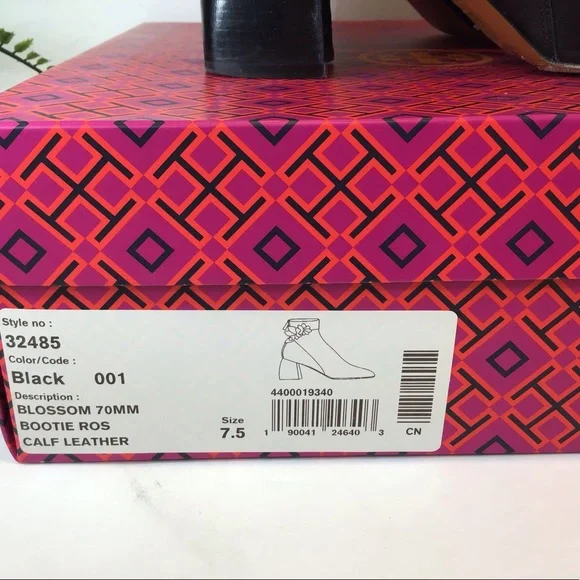 Style no :
32485
Color/Code :
Black 001
Description :
BLOSSOM 70MM
BOOTIE ROS
CALF LEATHER
Size
7.5
4400019340
1 90041 24640 3
CN